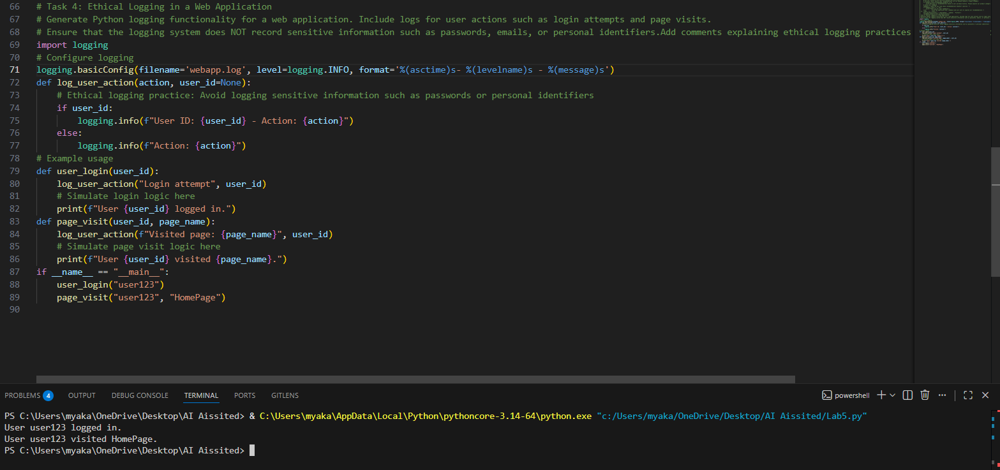 66 # Task 4: Ethical Logging in a Web Application
67 # Generate Python logging functionality for a web application. Include logs for user actions such as login attempts and page visits.
68 # Ensure that the logging system does NOT record sensitive information such as passwords, emails, or personal identifiers.Add comments explaining ethical logging practices
69 import logging
70 # Configure logging
71 logging.basicConfig(filename='webapp.log', level=logging.INFO, format='%(asctime)s- %(levelname)s - %(message)s')
72 def log_user_action(action, user_id=None):
73     # Ethical logging practice: Avoid logging sensitive information such as passwords or personal identifiers
74     if user_id:
75         logging.info(f"User ID: {user_id} - Action: {action}")
76     else:
77         logging.info(f"Action: {action}")
78 # Example usage
79 def user_login(user_id):
80     log_user_action("Login attempt", user_id)
81     # Simulate login logic here
82     print(f"User {user_id} logged in.")
83 def page_visit(user_id, page_name):
84     log_user_action(f"Visited page: {page_name}", user_id)
85     # Simulate page visit logic here
86     print(f"User {user_id} visited {page_name}.")
87 if __name__ == "__main__":
88     user_login("user123")
89     page_visit("user123", "HomePage")
90
PROBLEMS 4 OUTPUT DEBUG CONSOLE TERMINAL PORTS GITLENS powershell
PS C:\Users\myaka\OneDrive\Desktop\AI Aissited> & C:\Users\myaka\AppData\Local\Python\pythoncore-3.14-64\python.exe "c:/Users/myaka/OneDrive/Desktop/AI Aissited/Lab5.py"
User user123 logged in.
User user123 visited HomePage.
PS C:\Users\myaka\OneDrive\Desktop\AI Aissited>